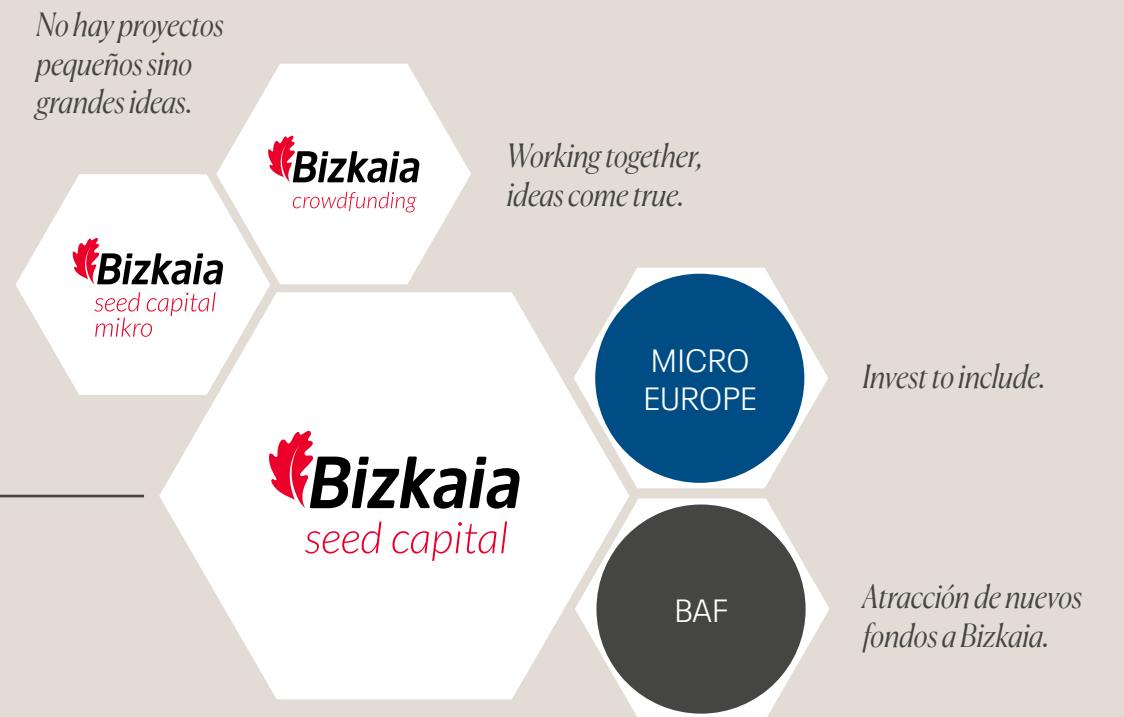 No hay proyectos
pequeños sino
grandes ideas.
Bizkaia
crowdfunding
Working together,
ideas come true.
Bizkaia
seed capital
mikro
MICRO
EUROPE
Invest to include.
Bizkaia
seed capital
BAF
Atracción de nuevos
fondos a Bizkaia.